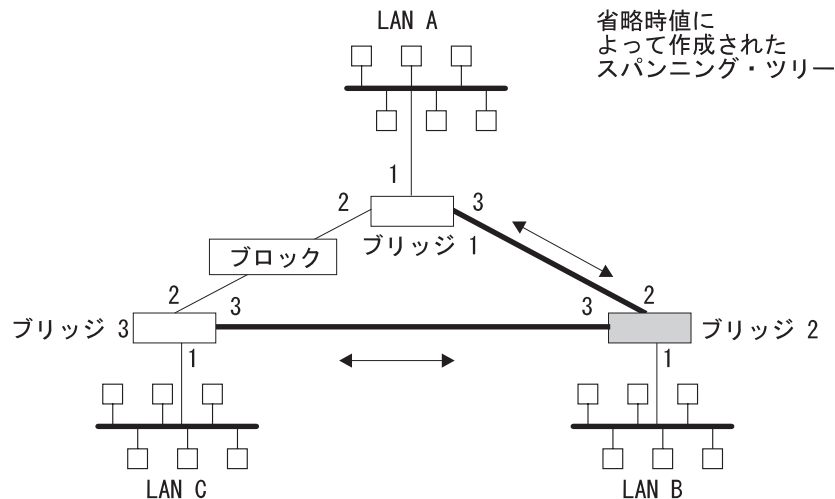 LAN A
省略時値に
よって作成された
スパンニング・ツリー
1
2
3
ブリッジ 1
ブロック
2
3
3
2
ブリッジ 3
ブリッジ 2
1
1
LAN C
LAN B